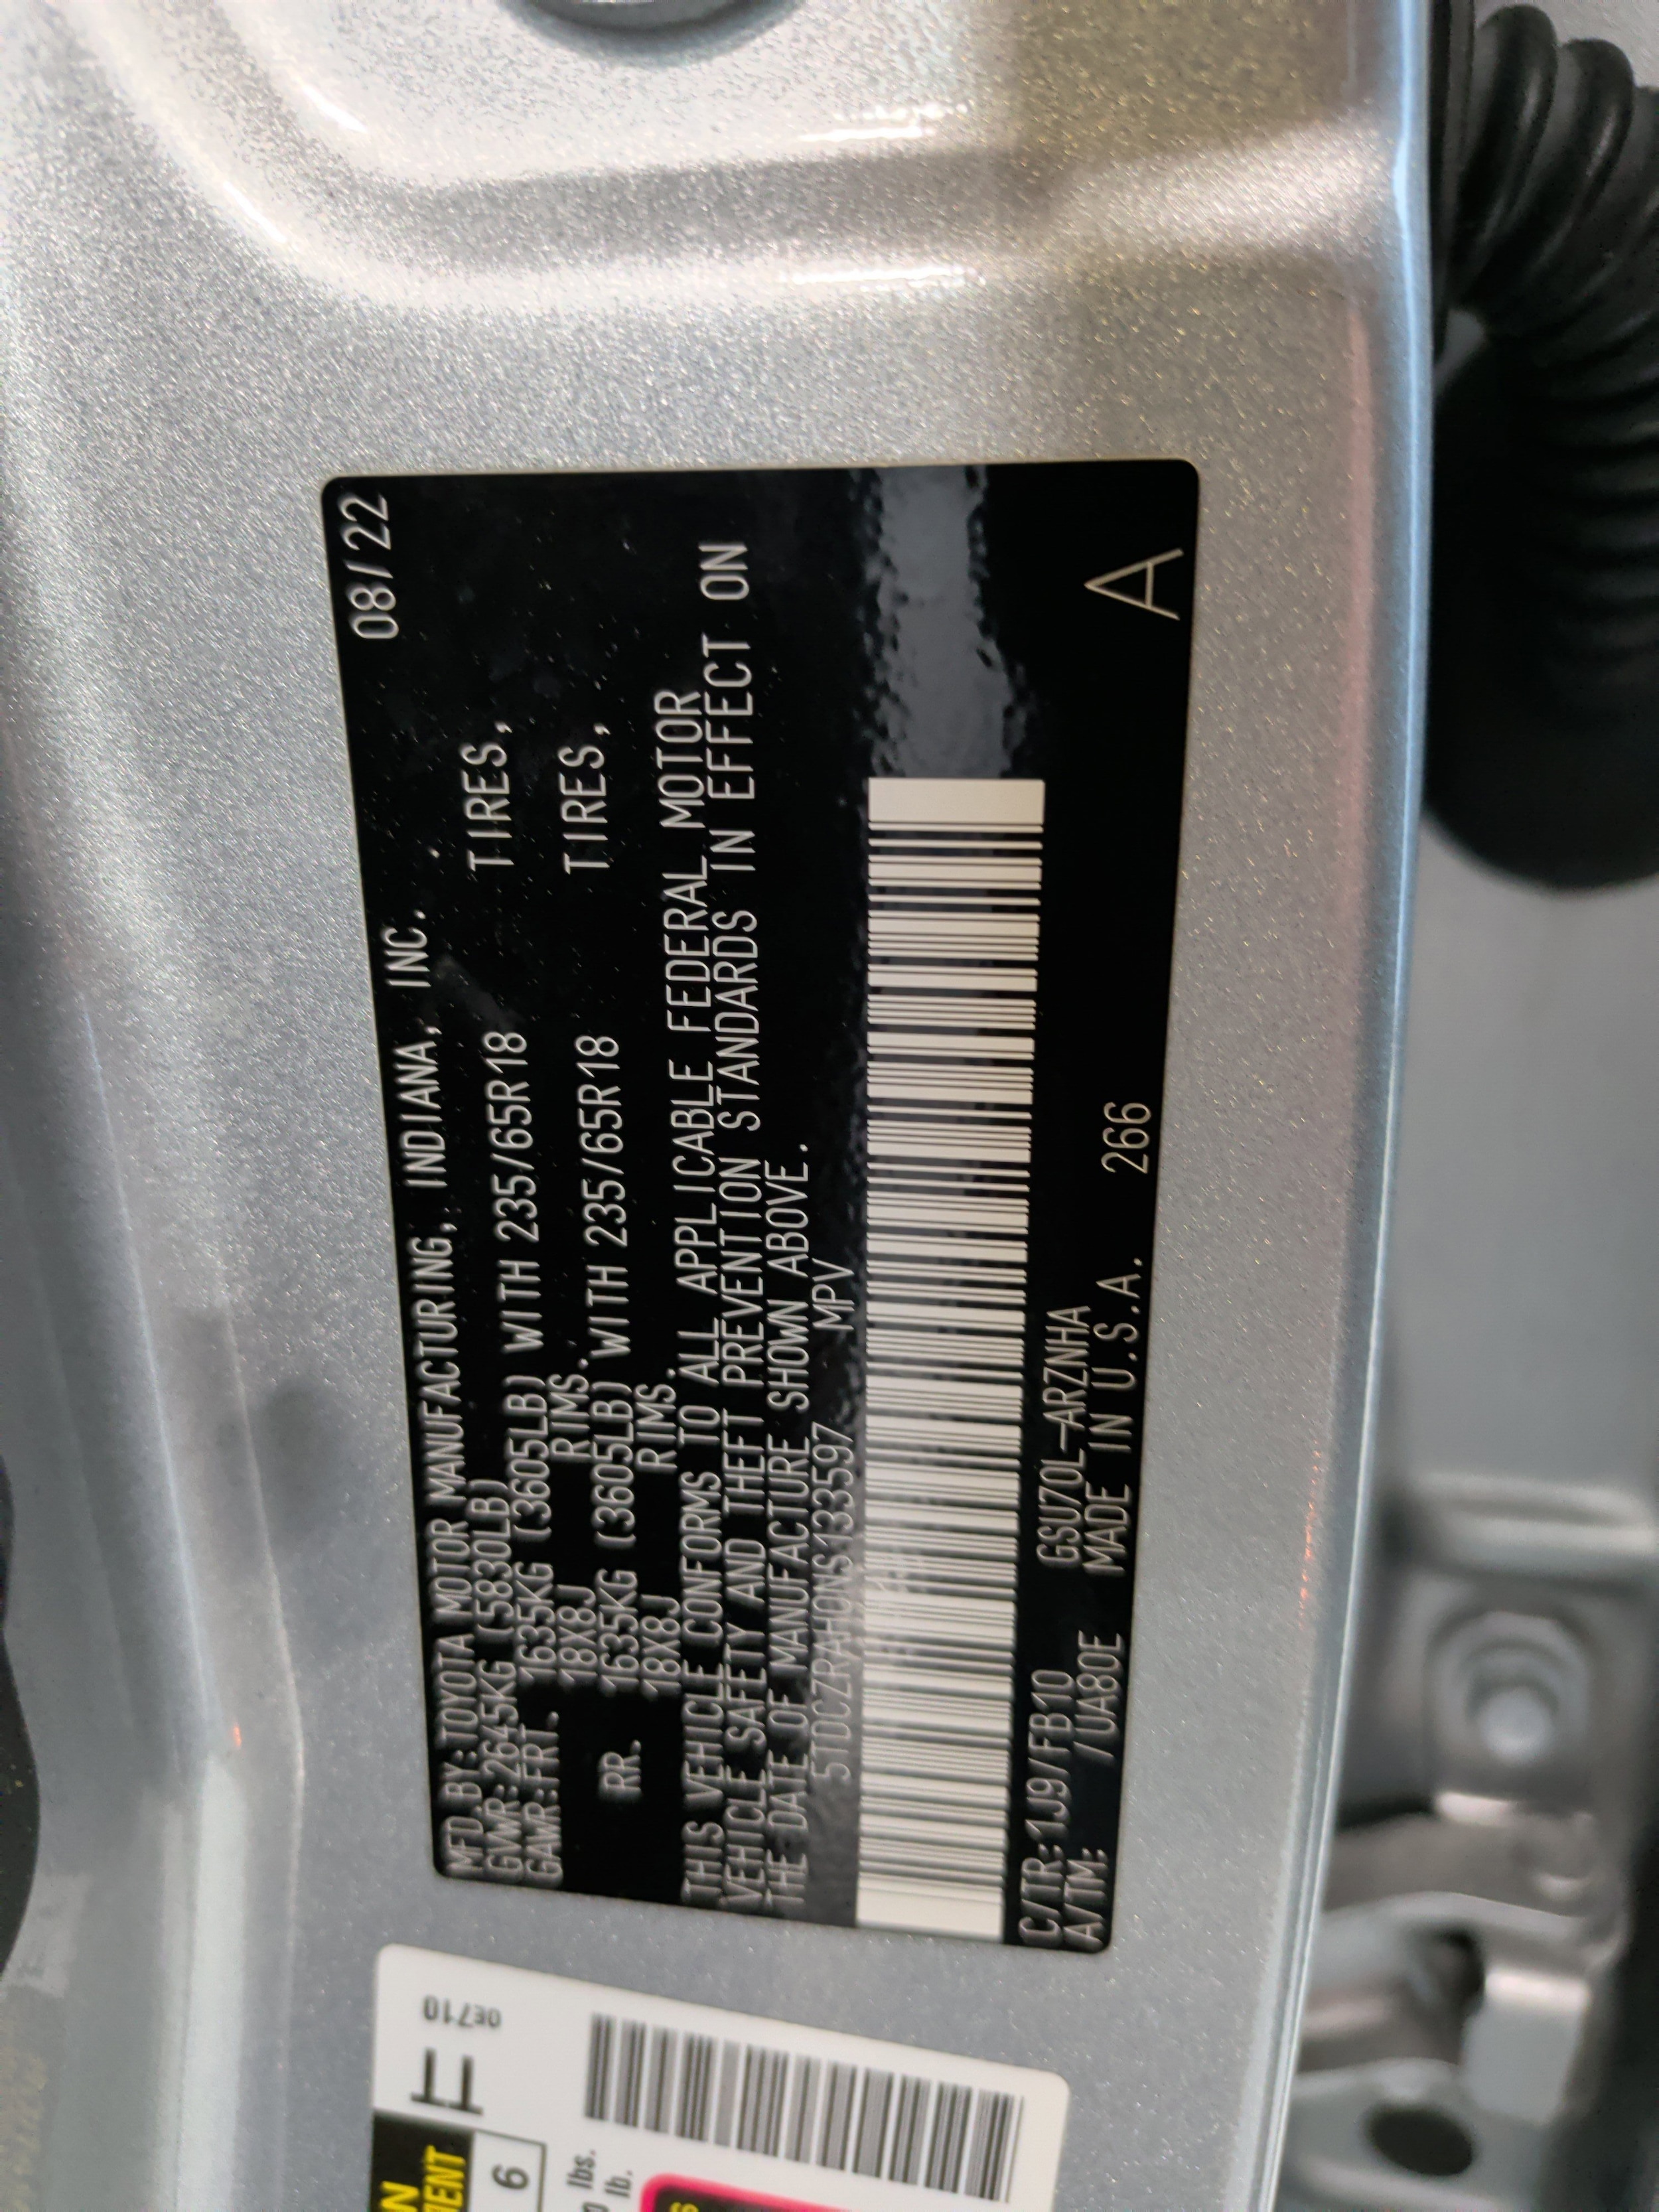 08/22
MFD.BY:TOYOTA MOTOR MANUFACTURING, INDIANA, INC.
GVWR:2645KG (5830LB)
GAWR:FRT. 1635KG (3605LB) WITH 235/65R18 TIRES,
18X8J RIMS.
RR. 1635KG (3605LB) WITH 235/65R18 TIRES,
18X8J RIMS.
THIS VEHICLE CONFORMS TO ALL APPLICABLE FEDERAL MOTOR
VEHICLE SAFETY AND THEFT PREVENTION STANDARDS IN EFFECT ON
THE DATE OF MANUFACTURE SHOWN ABOVE.
5TDCZRAH0NS133597 MPV
C/TR:1J9/FB10 GSU70L-ARZNHA
A/TM: /UA80E MADE IN U.S.A. 266 A
0E710
6
lbs.
lb.